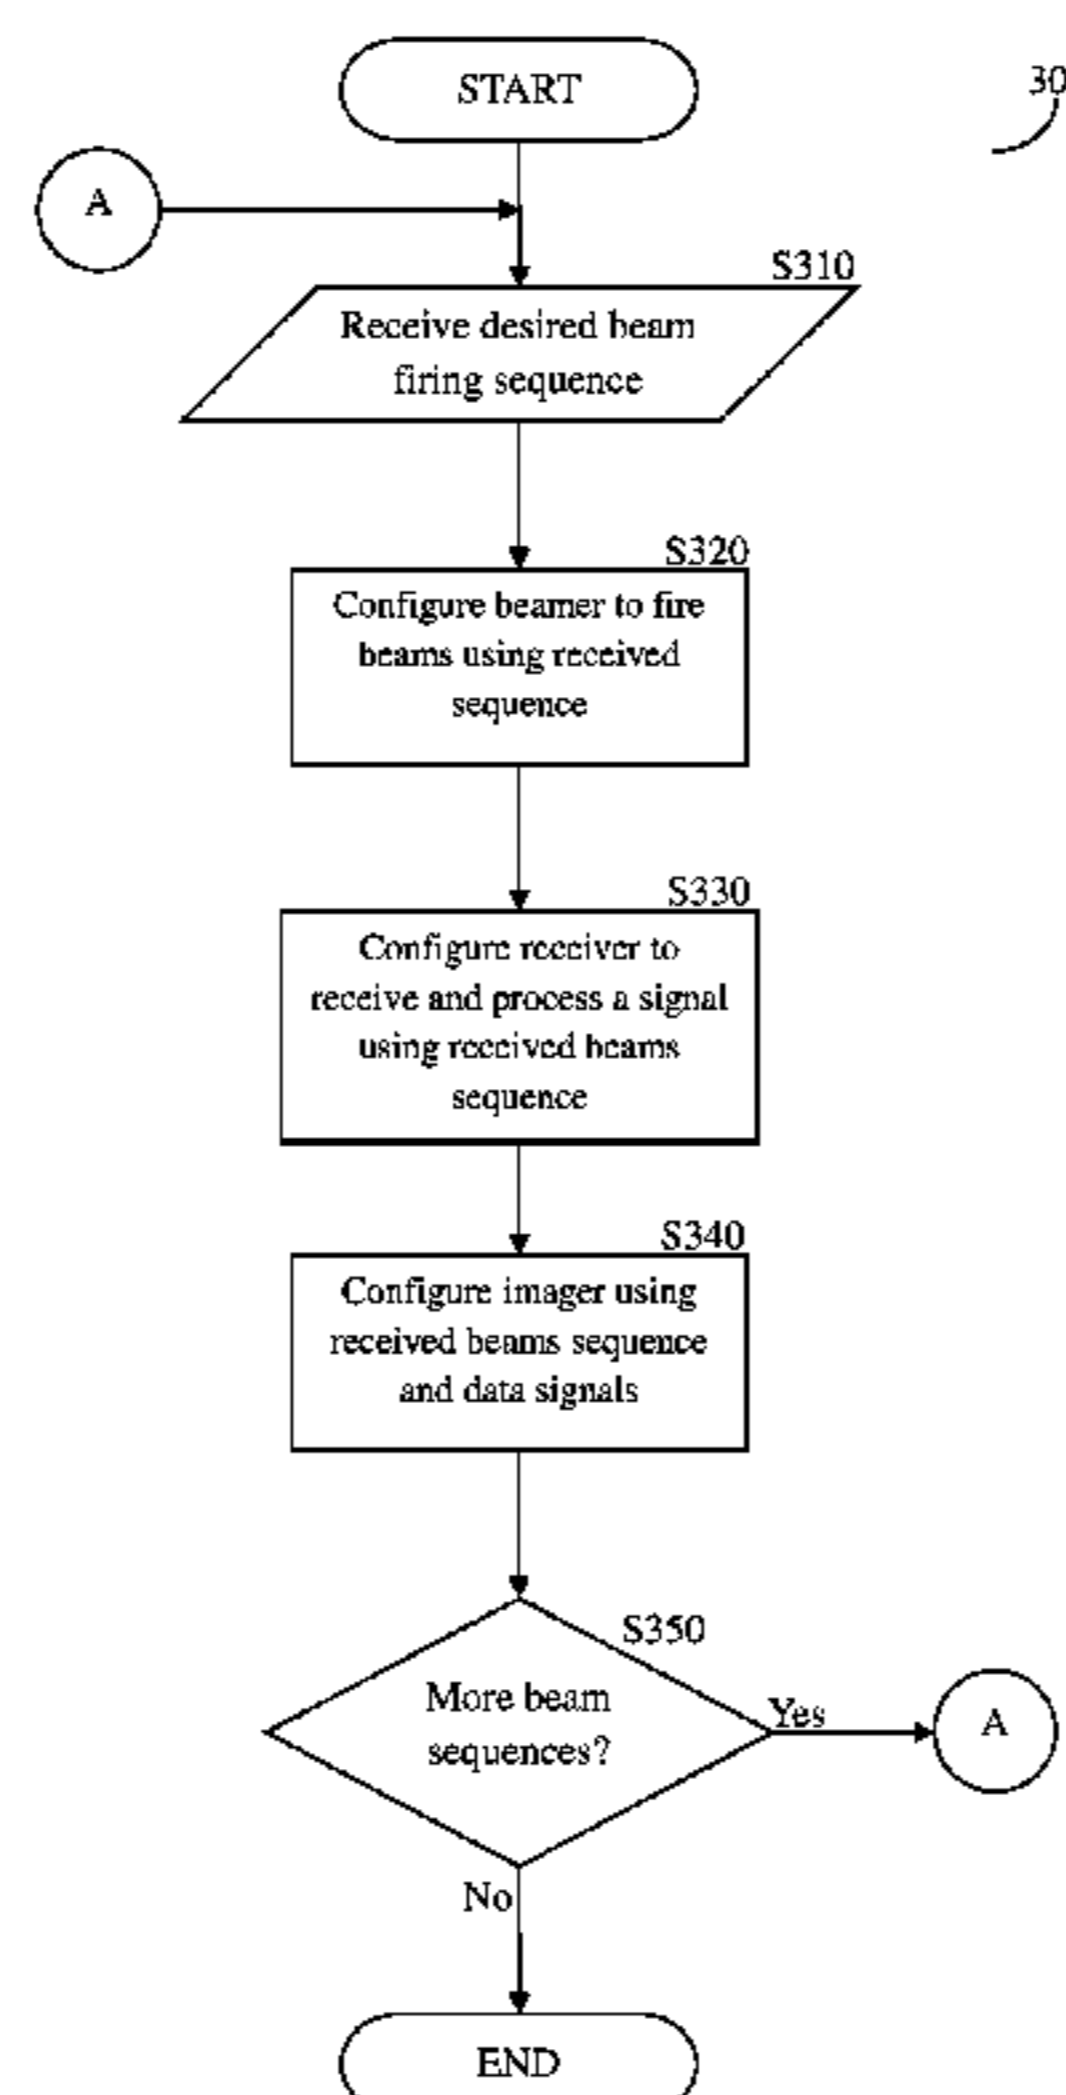 START
30
A
S310
Receive desired beam
firing sequence
S320
Configure beamer to fire
beams using received
sequence
S330
Configure receiver to
receive and process a signal
using received beams
sequence
S340
Configure imager using
received beams sequence
and data signals
S350
More beam
sequences?
Yes
A
No
END